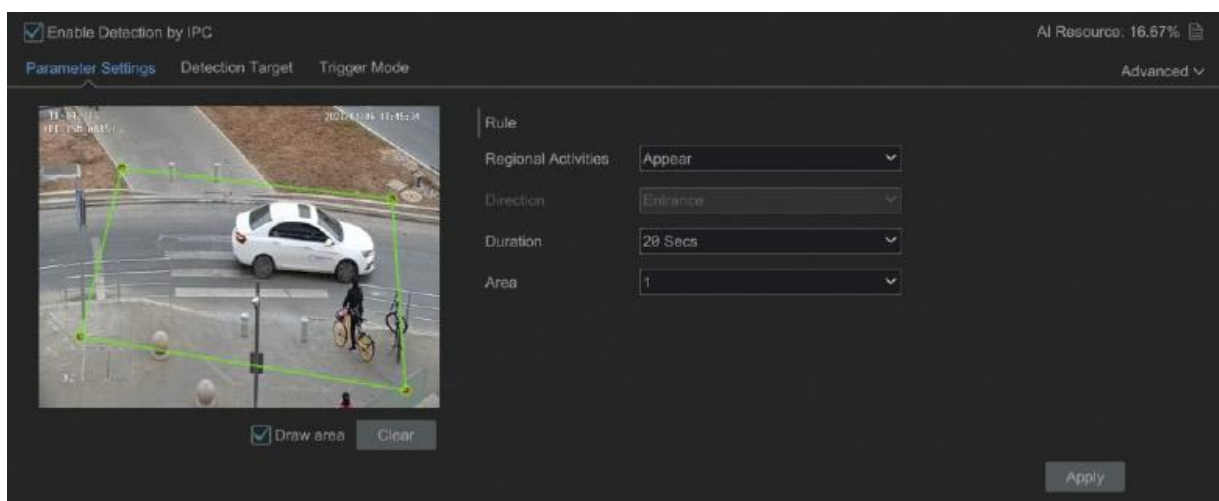 Enable Detection by IPC
AI Resource: 16.67%
Parameter Settings
Detection Target
Trigger Mode
Advanced
Rule
Regional Activities
Appear
Direction
Entrance
Duration
20 Secs
Area
1
Draw area
Clear
Apply